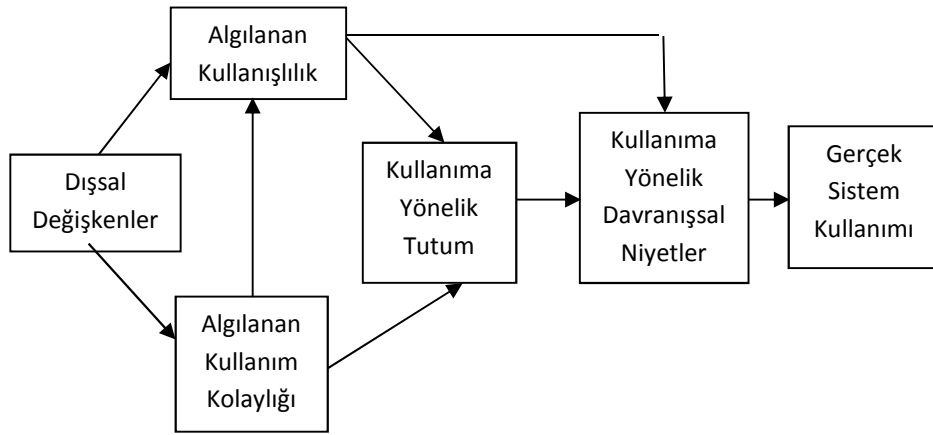 Algılanan
Kullanışlılık
Dışsal
Değişkenler
Algılanan
Kullanım
Kolaylığı
Kullanıma
Yönelik
Tutum
Kullanıma
Yönelik
Davranışsal
Niyetler
Gerçek
Sistem
Kullanımı